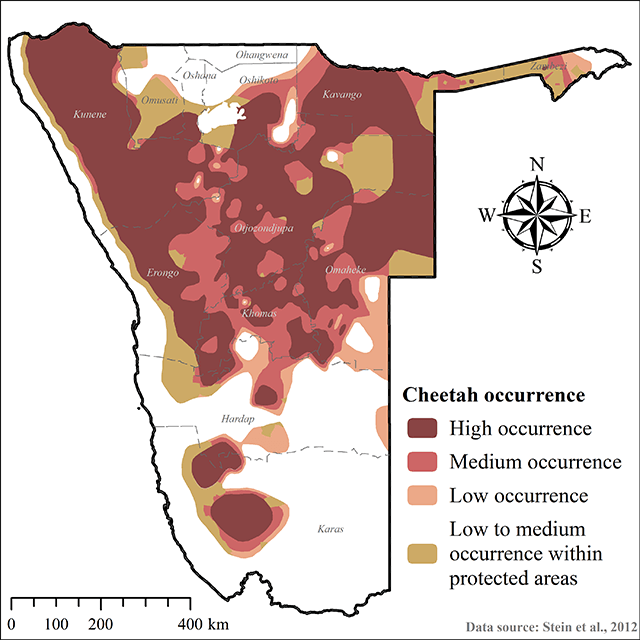 Ohangwena
Oshana
Oshikoto
Zambezi
Omusati
Kavango
Kunene
Otjozondjupa
Erongo
Omaheke
Khomas
Hardap
Karas
N
W
E
S
Cheetah occurrence
High occurrence
Medium occurrence
Low occurrence
Low to medium
occurrence within
protected areas
0 100 200 400 km
Data source: Stein et al., 2012